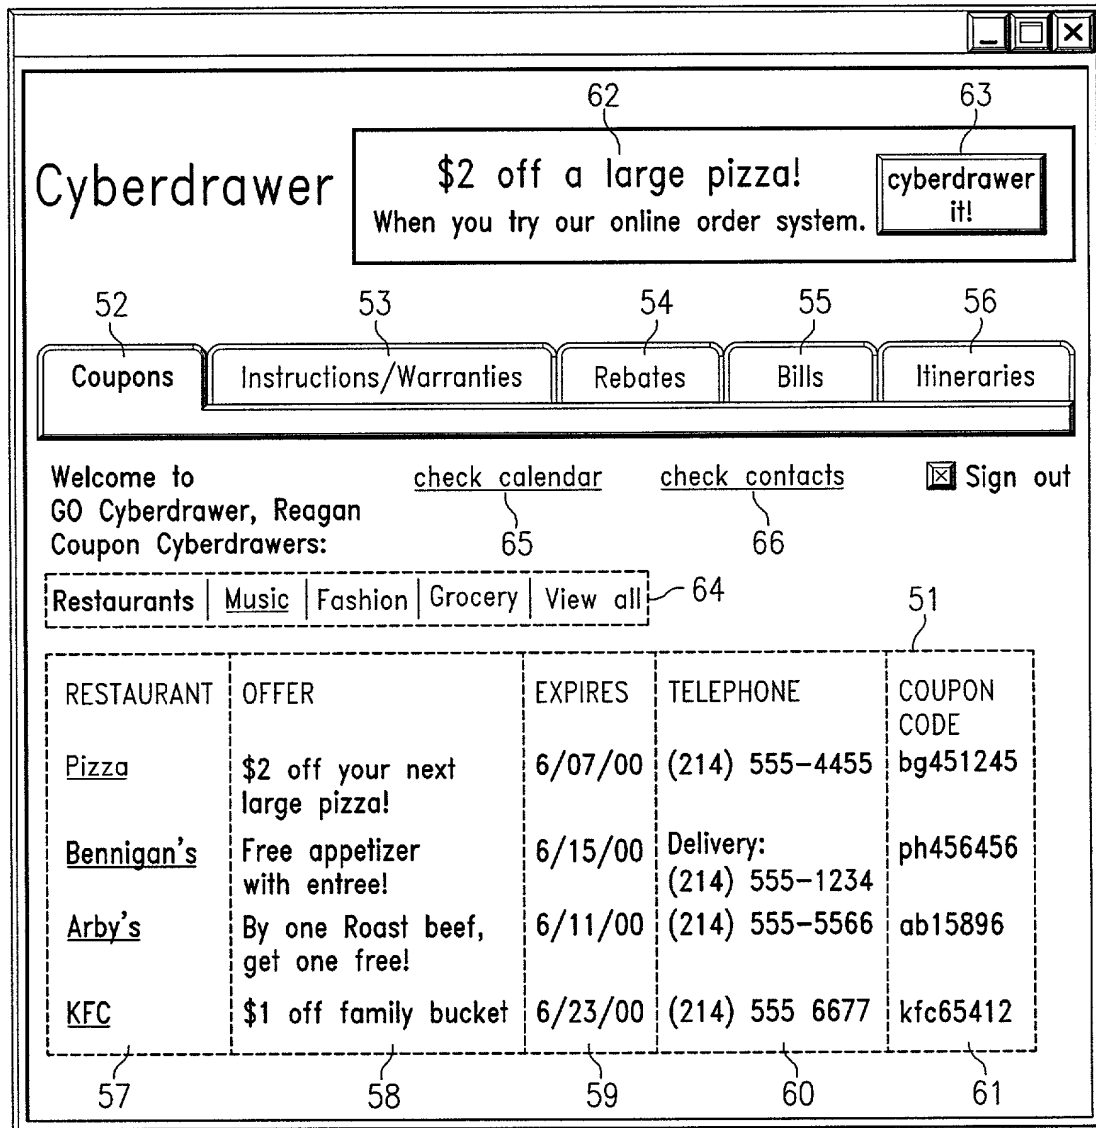 62 63
Cyberdrawer
$2 off a large pizza!
When you try our online order system.
cyberdrawer
it!
52 53 54 55 56
Coupons Instructions/Warranties Rebates Bills Itineraries
Welcome to
GO Cyberdrawer, Reagan
Coupon Cyberdrawers:
check calendar check contacts Sign out
65 66
Restaurants | Music | Fashion | Grocery | View all 64
51
RESTAURANT OFFER EXPIRES TELEPHONE COUPON
CODE
Pizza $2 off your next 6/07/00 (214) 555-4455 bg451245
large pizza!
Bennigan's Free appetizer 6/15/00 Delivery: ph456456
with entree! (214) 555-1234
Arby's By one Roast beef, 6/11/00 (214) 555-5566 ab15896
get one free!
KFC $1 off family bucket 6/23/00 (214) 555 6677 kfc65412
57 58 59 60 61